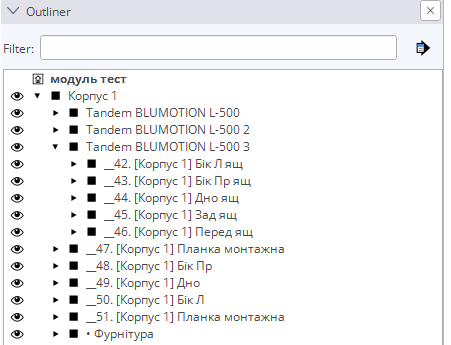 Outliner
Filter:
модуль тест
Корпус 1
Tandem BLUMOTION L-500
Tandem BLUMOTION L-500 2
Tandem BLUMOTION L-500 3
__42. [Корпус 1] Бік Л ящ
__43. [Корпус 1] Бік Пр ящ
__44. [Корпус 1] Дно ящ
__45. [Корпус 1] Зад ящ
__46. [Корпус 1] Перед ящ
__47. [Корпус 1] Планка монтажна
__48. [Корпус 1] Бік Пр
__49. [Корпус 1] Дно
__50. [Корпус 1] Бік Л
__51. [Корпус 1] Планка монтажна
• Фурнітура